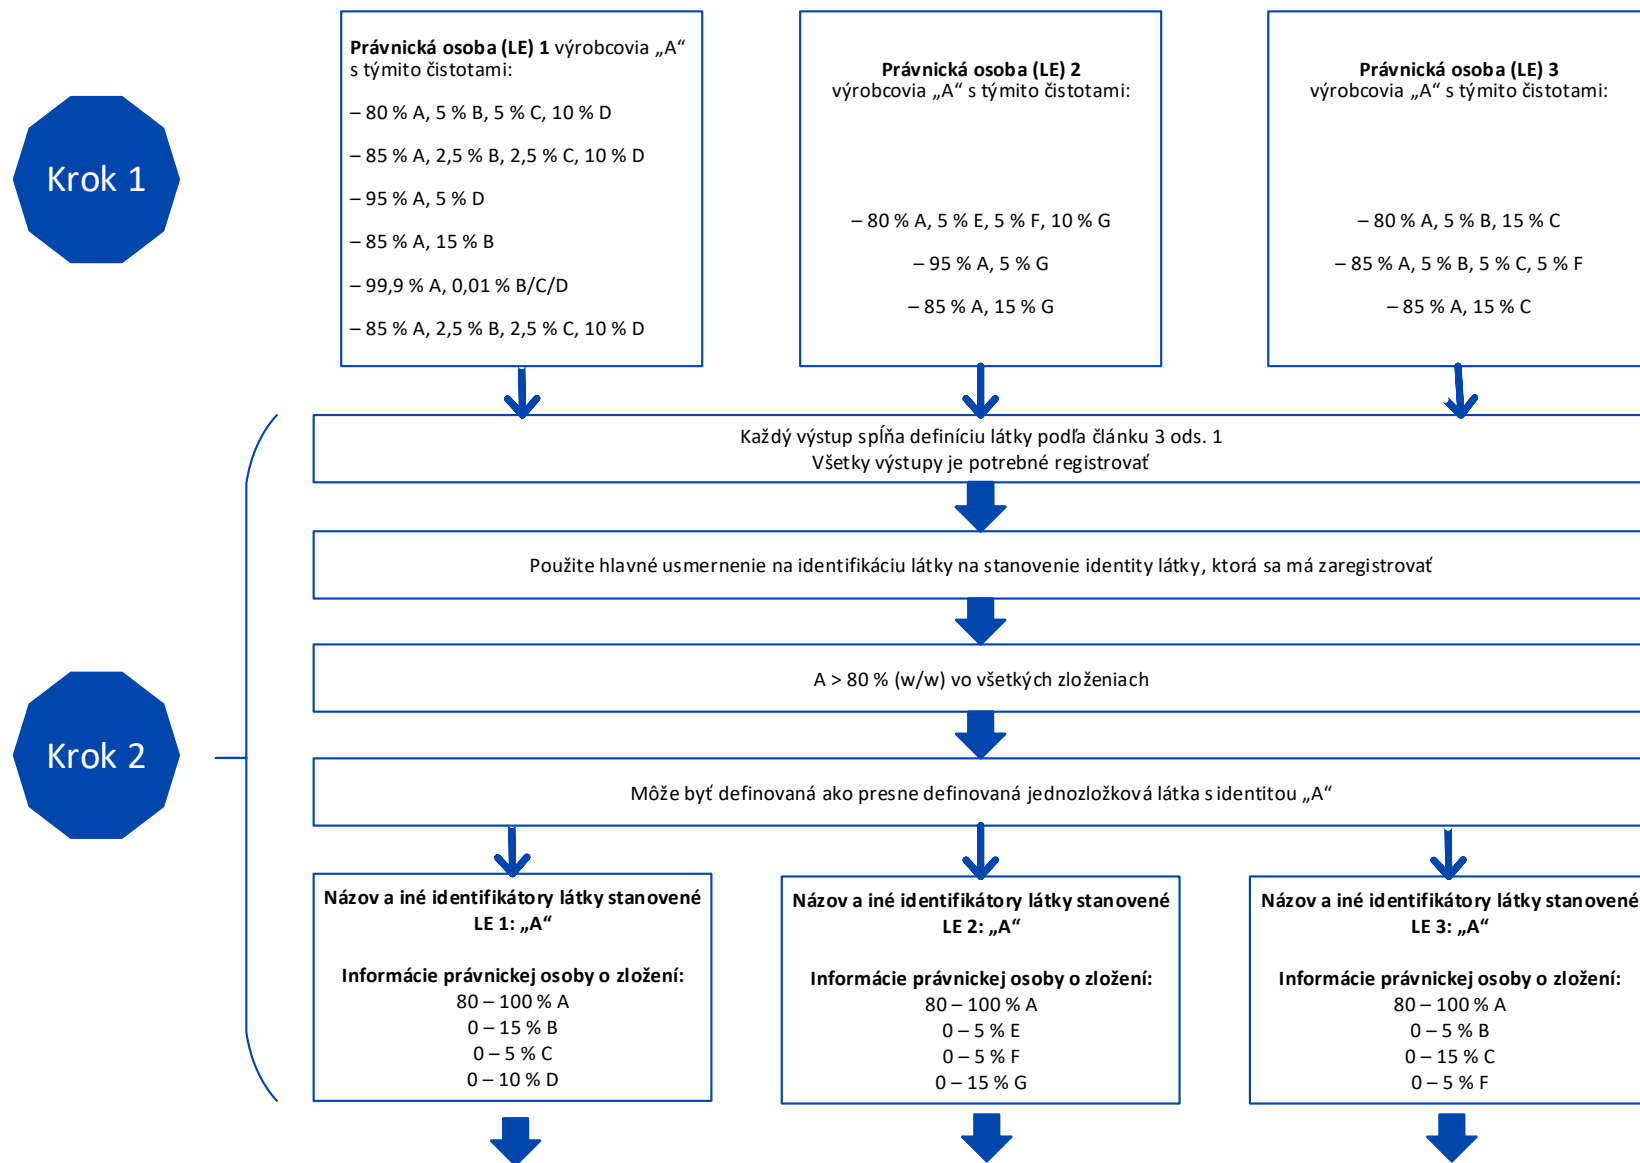 Krok 1
Právnická osoba (LE) 1 výrobcovia „A“
s týmito čistotami:
– 80 % A, 5 % B, 5 % C, 10 % D
– 85 % A, 2,5 % B, 2,5 % C, 10 % D
– 95 % A, 5 % D
– 85 % A, 15 % B
– 99,9 % A, 0,01 % B/C/D
– 85 % A, 2,5 % B, 2,5 % C, 10 % D
Právnická osoba (LE) 2
výrobcovia „A“ s týmito čistotami:
– 80 % A, 5 % E, 5 % F, 10 % G
– 95 % A, 5 % G
– 85 % A, 15 % G
Právnická osoba (LE) 3
výrobcovia „A“ s týmito čistotami:
– 80 % A, 5 % B, 15 % C
– 85 % A, 5 % B, 5 % C, 5 % F
– 85 % A, 15 % C
Krok 2
Každý výstup spĺňa definíciu látky podľa článku 3 ods. 1
Všetky výstupy je potrebné registrovať
Použite hlavné usmernenie na identifikáciu látky na stanovenie identity látky, ktorá sa má zaregistrovať
A > 80 % (w/w) vo všetkých zloženiach
Môže byť definovaná ako presne definovaná jednozložková látka s identitou „A“
Názov a iné identifikátory látky stanovené
LE 1: „A“
Informácie právnickej osoby o zložení:
80 – 100 % A
0 – 15 % B
0 – 5 % C
0 – 10 % D
Názov a iné identifikátory látky stanovené
LE 2: „A“
Informácie právnickej osoby o zložení:
80 – 100 % A
0 – 5 % E
0 – 5 % F
0 – 15 % G
Názov a iné identifikátory látky stanovené
LE 3: „A“
Informácie právnickej osoby o zložení:
80 – 100 % A
0 – 5 % B
0 – 15 % C
0 – 5 % F